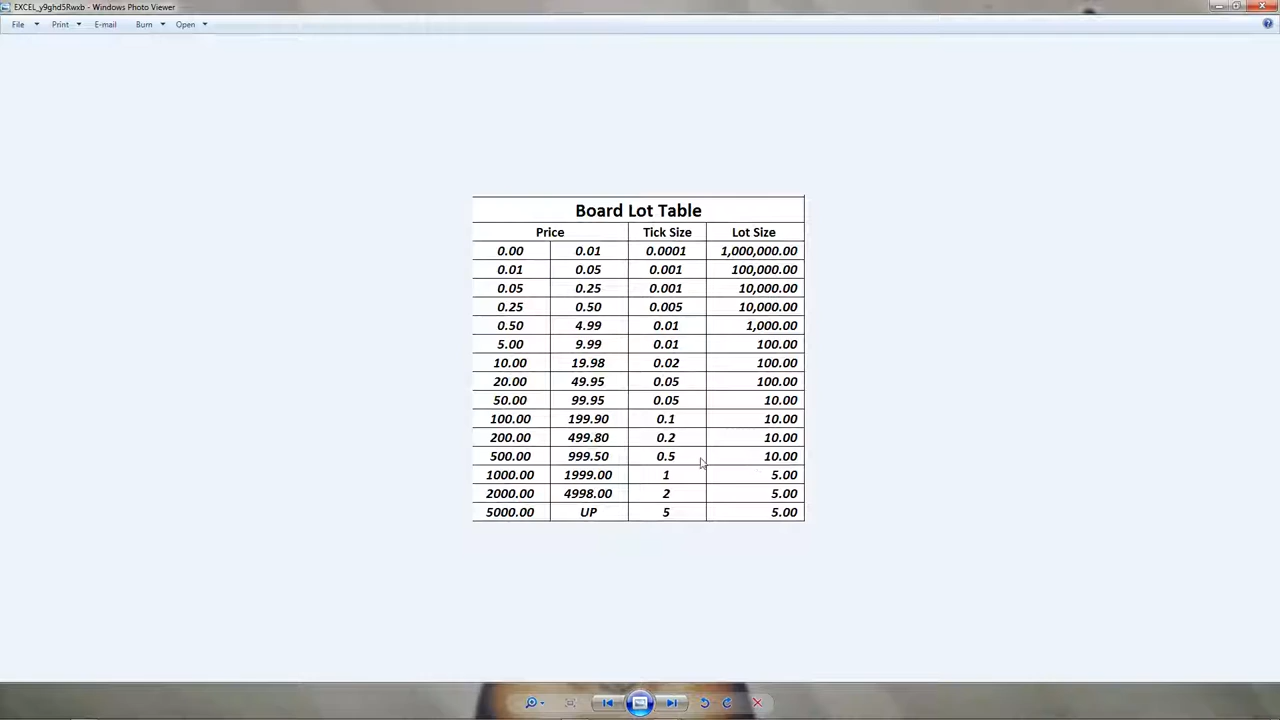 EXCEL_y9ghd5Rwxb - Windows Photo Viewer
File Print E-mail Burn Open
Board Lot Table
Price Tick Size Lot Size
0.00 0.01 0.0001 1,000,000.00
0.01 0.05 0.001 100,000.00
0.05 0.25 0.001 10,000.00
0.25 0.50 0.005 10,000.00
0.50 4.99 0.01 1,000.00
5.00 9.99 0.01 100.00
10.00 19.98 0.02 100.00
20.00 49.95 0.05 100.00
50.00 99.95 0.05 10.00
100.00 199.90 0.1 10.00
200.00 499.80 0.2 10.00
500.00 999.50 0.5 10.00
1000.00 1999.00 1 5.00
2000.00 4998.00 2 5.00
5000.00 UP 5 5.00